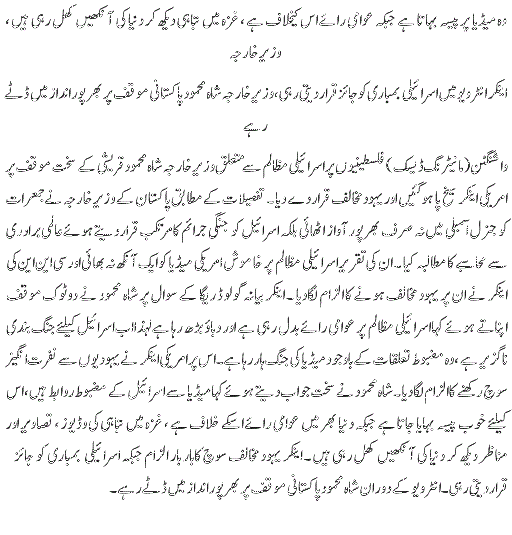 وہ میڈیا پر پیسہ بہاتا ہے جبکہ عوامی رائے اس کیخلاف ہے ، غزہ میں تباہی دیکھ کر دنیا کی آنکھیں کھل رہی ہیں ،
وزیر خارجہ
اینکر انٹرویو میں اسرائیلی بمباری کو جائز قرار دیتی رہی، وزیر خارجہ شاہ محمود پاکستانی موقف پر بھرپور انداز میں ڈٹے
رہے
واشنگٹن (مانیٹرنگ ڈیسک) فلسطینیوں پر اسرائیلی مظالم سے متعلق وزیر خارجہ شاہ محمود قریشی کے سخت موقف پر
امریکی اینکر سیخ پا ہو گئیں اور یہود مخالف قرار دے دیا۔ تفصیلات کے مطابق پاکستان کے وزیر خارجہ نے جمعرات
کو جنرل اسمبلی میں نہ صرف بھرپور آواز اٹھائی بلکہ اسرائیل کو جنگی جرائم کا مرتکب قرار دیتے ہوئے عالمی برادری
سے محاسبے کا مطالبہ کیا۔ ان کی تقریر اسرائیلی مظالم پر خاموش امریکی میڈیا کو ایک آنکھ نہ بھائی اور سی این این کی
اینکر نے ان پر یہود مخالف ہونے کا الزام لگا دیا۔ اینکر بیانہ گولو ڈریگا کے سوال پر شاہ محمود نے دوٹوک موقف
اپناتے ہوئے کہا اسرائیلی مظالم پر عوامی رائے بدل رہی ہے اور دباؤ بڑھ رہا ہے لہذا اب اسرائیل کیلئے جنگ بندی
ناگزیر ہے، وہ مضبوط تعلقات کے باوجود میڈیا کی جنگ ہار رہا ہے۔ اس پر امریکی اینکر نے یہودیوں سے نفرت انگیز
سوچ رکھنے کا الزام لگا دیا۔ شاہ محمود نے سخت جواب دیتے ہوئے کہا میڈیا سے اسرائیل کے مضبوط روابط ہیں، اس
کیلئے خوب پیسہ بہایا جاتا ہے جبکہ دنیا بھر میں عوامی رائے اسکے خلاف ہے ، غزہ میں تباہی کی وڈیوز ، تصاویر اور
مناظر دیکھ کر دنیا کی آنکھیں کھل رہی ہیں۔ اینکر یہود مخالف سوچ کا بار بار الزام جبکہ اسرائیلی بمباری کو جائز
قرار دیتی رہی۔ انٹرویو کے دوران شاہ محمود پاکستانی موقف پر بھرپور انداز میں ڈٹے رہے۔